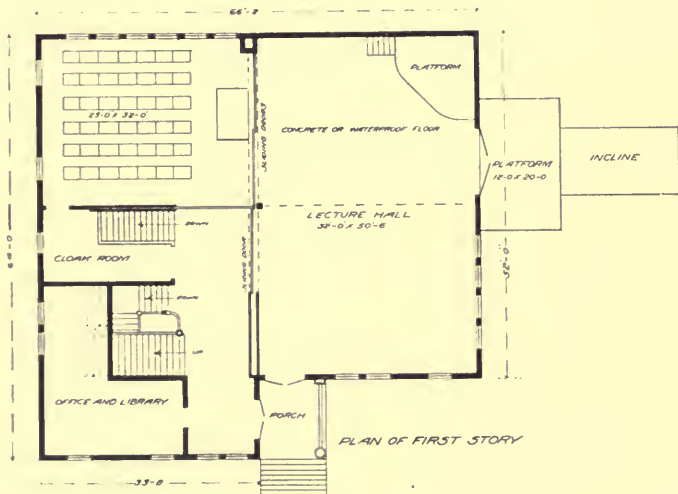 66'-2
PLATFORM
23-0 X 32-0
SLIDING DOORS
CONCRETE OR WATERPROOF FLOOR
PLATFORM
12-0 X 20-0
INCLINE
LECTURE HALL
32'-0 X 50'-6
DOWN
CLOAK ROOM
SLIDING DOOR
52'-0
DOWN
UP
OFFICE AND LIBRARY
PORCH
PLAN OF FIRST STORY
33-8